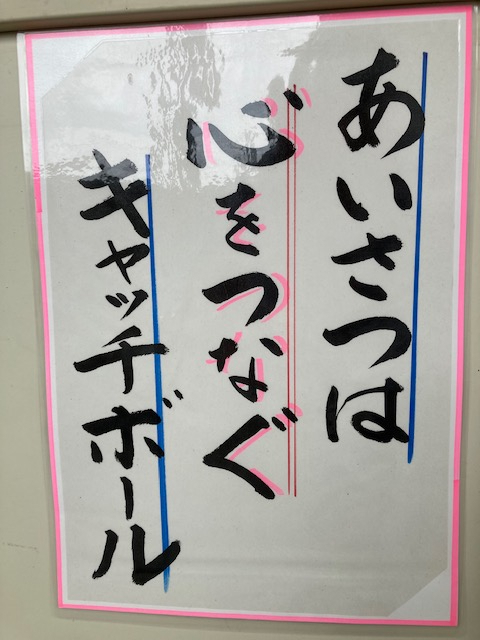 あいさつは
心をつなぐ
キャッチボール